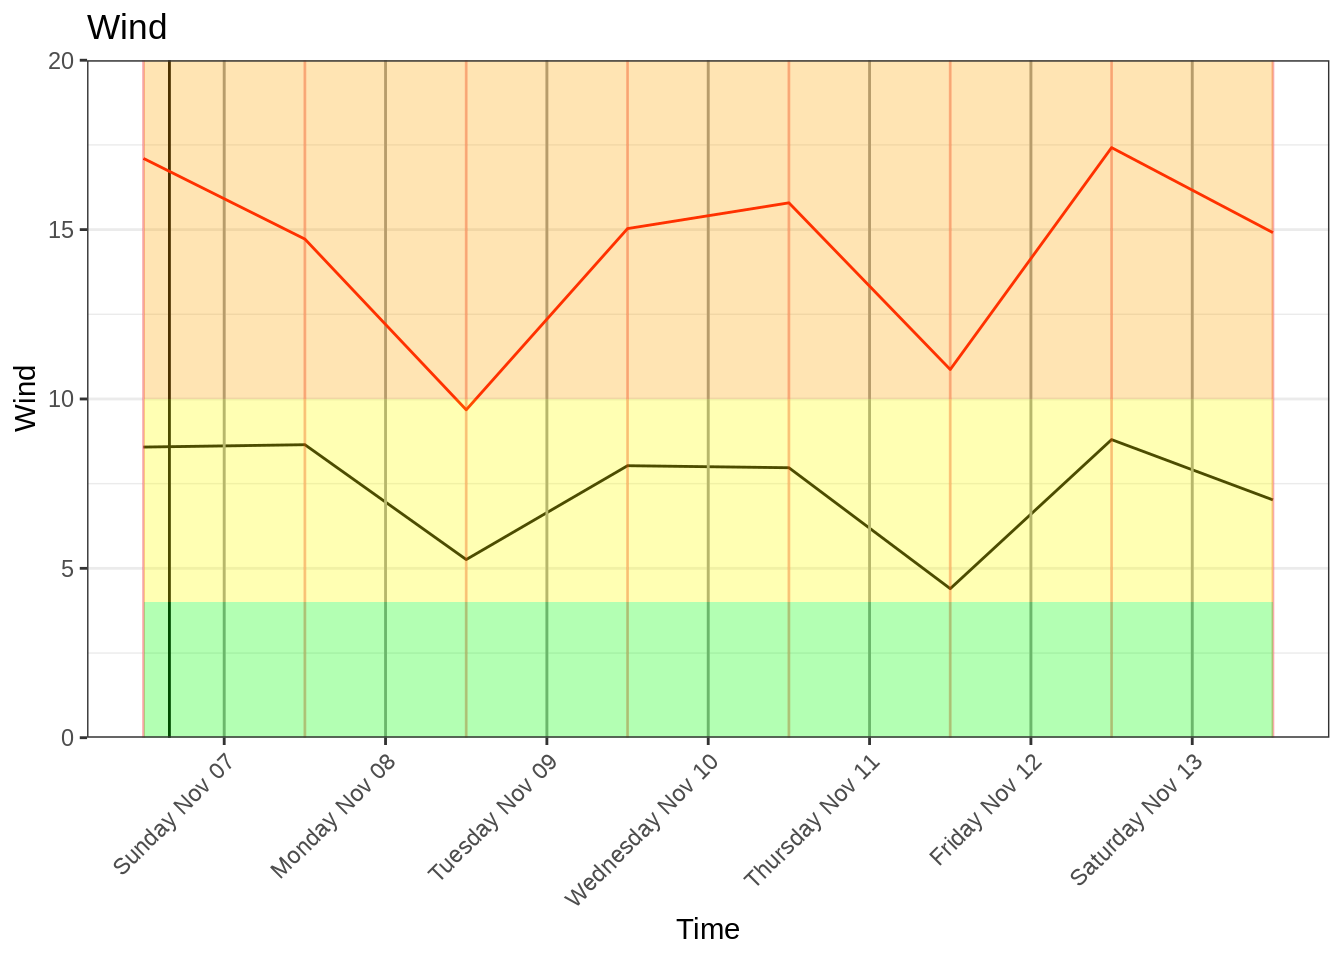 Wind
Wind
20
15
10
5
0
Sunday Nov 07
Monday Nov 08
Tuesday Nov 09
Wednesday Nov 10
Thursday Nov 11
Friday Nov 12
Saturday Nov 13
Time